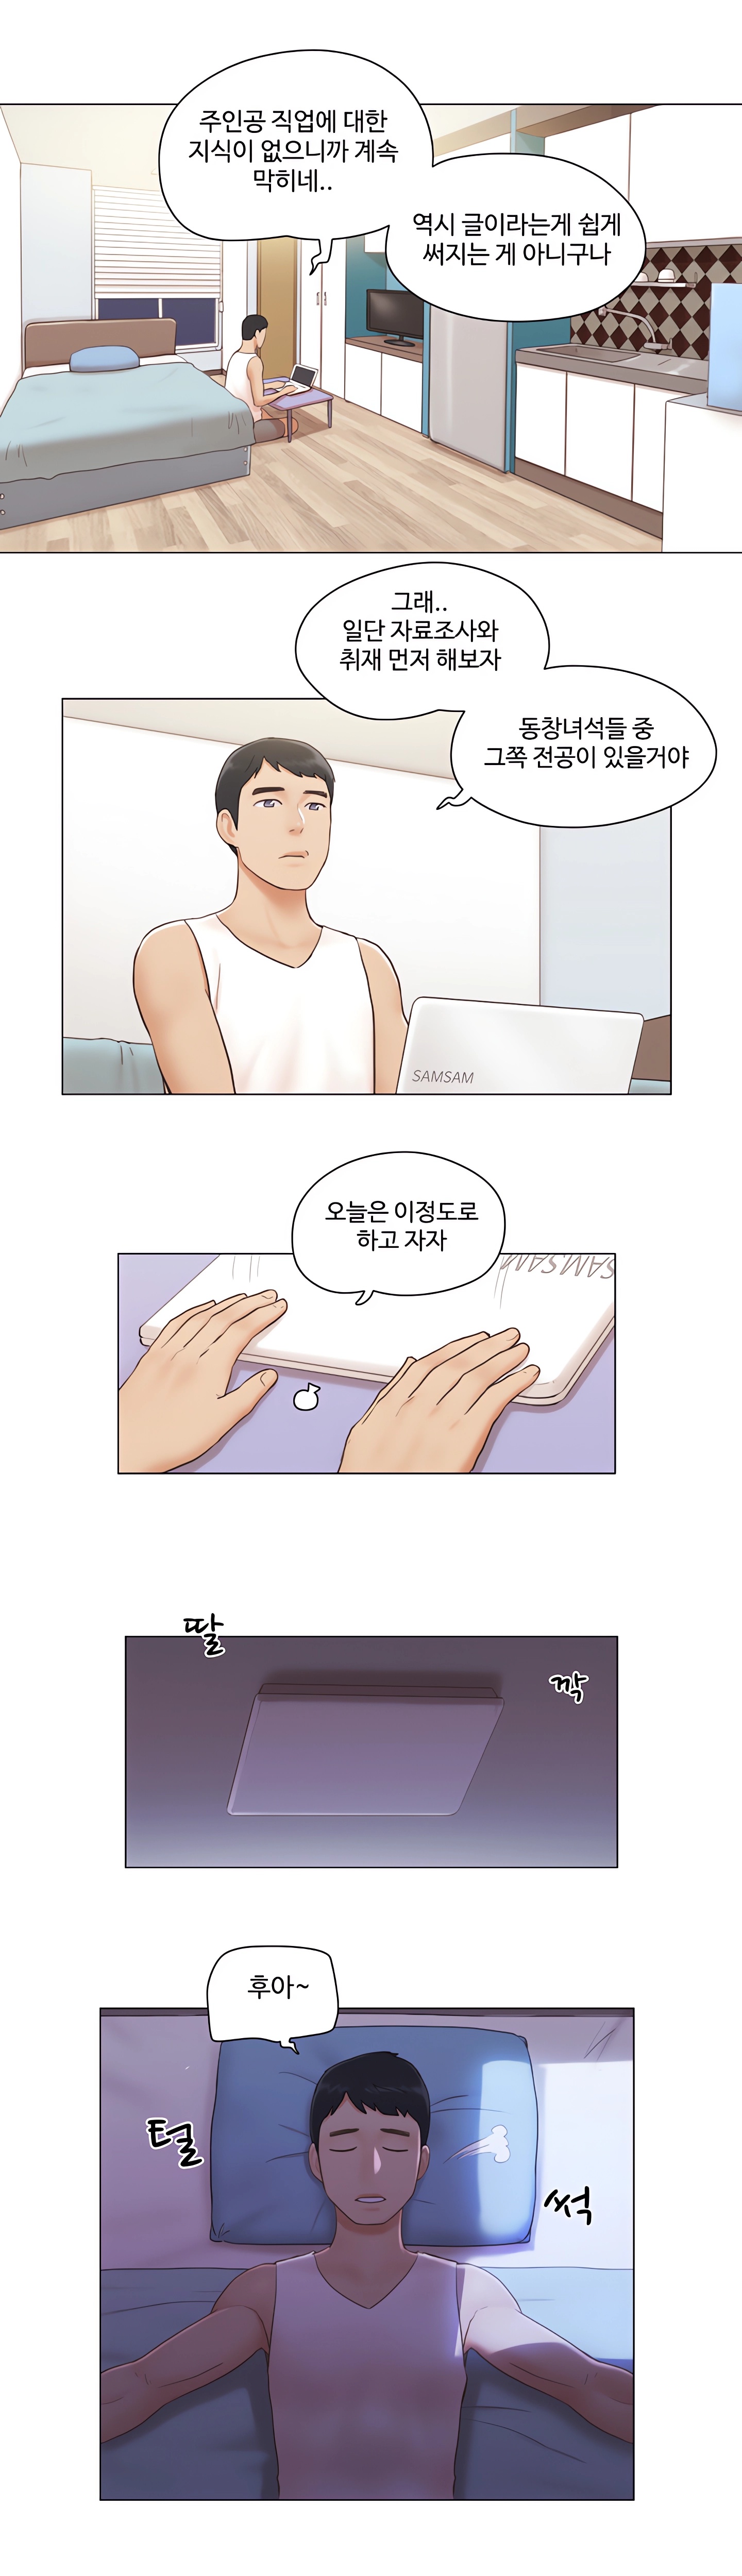 주인공 직업에 대한
지식이 없으니까 계속
막히네..
역시 글이라는게 쉽게
써지는 게 아니구나
그래..
일단 자료조사와
취재 먼저 해보자
동창녀석들 중
그쪽 전공이 있을거야
SAMSAM
오늘은 이정도로
하고 자자
SAMSAM
딸
깍
후아~
털
썩